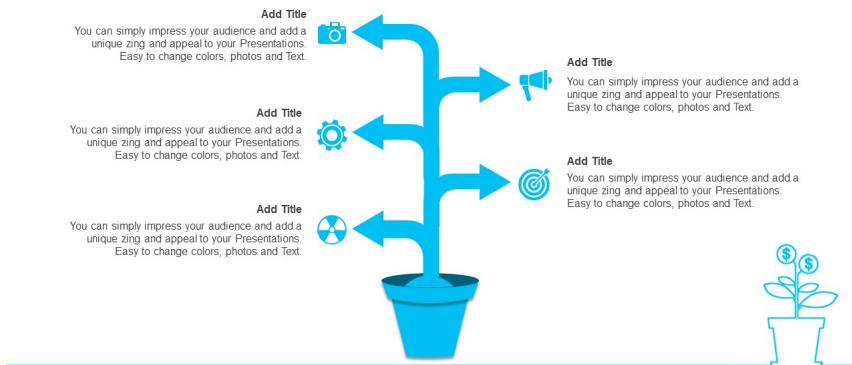 Add Title
You can simply impress your audience and add a
unique zing and appeal to your Presentations.
Easy to change colors, photos and Text.
Add Title
You can simply impress your audience and add a
unique zing and appeal to your Presentations.
Easy to change colors, photos and Text.
Add Title
You can simply impress your audience and add a
unique zing and appeal to your Presentations.
Easy to change colors, photos and Text.
Add Title
You can simply impress your audience and add a
unique zing and appeal to your Presentations.
Easy to change colors, photos and Text.
Add Title
You can simply impress your audience and add a
unique zing and appeal to your Presentations.
Easy to change colors, photos and Text.
$
$